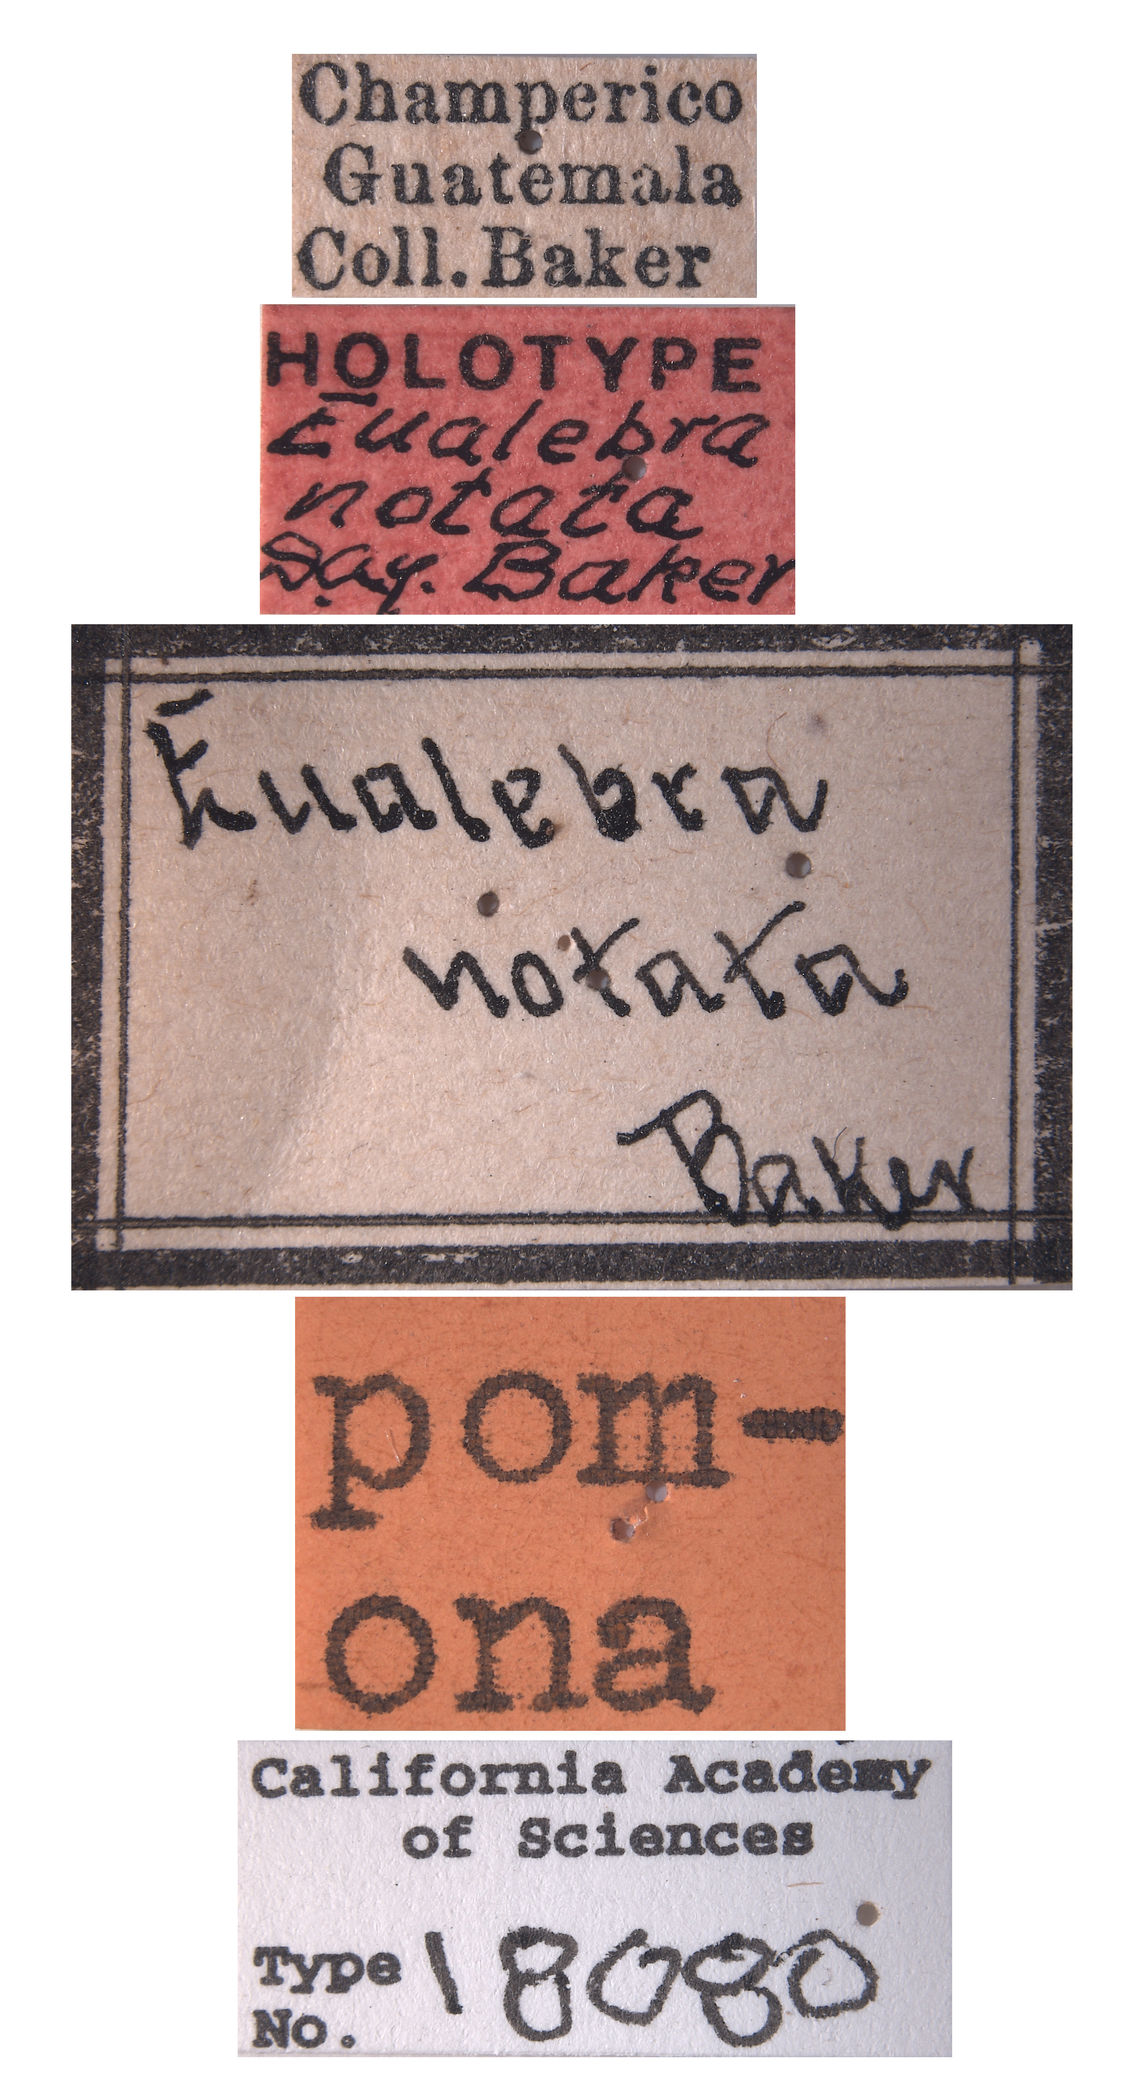 Champerico
Guatemala
Coll. Baker
HOLOTYPE
Eualebra
notata
Baker
Eualebra
notata
Baker
pom-
ona
California Academy
of Sciences
Type
No. 18080